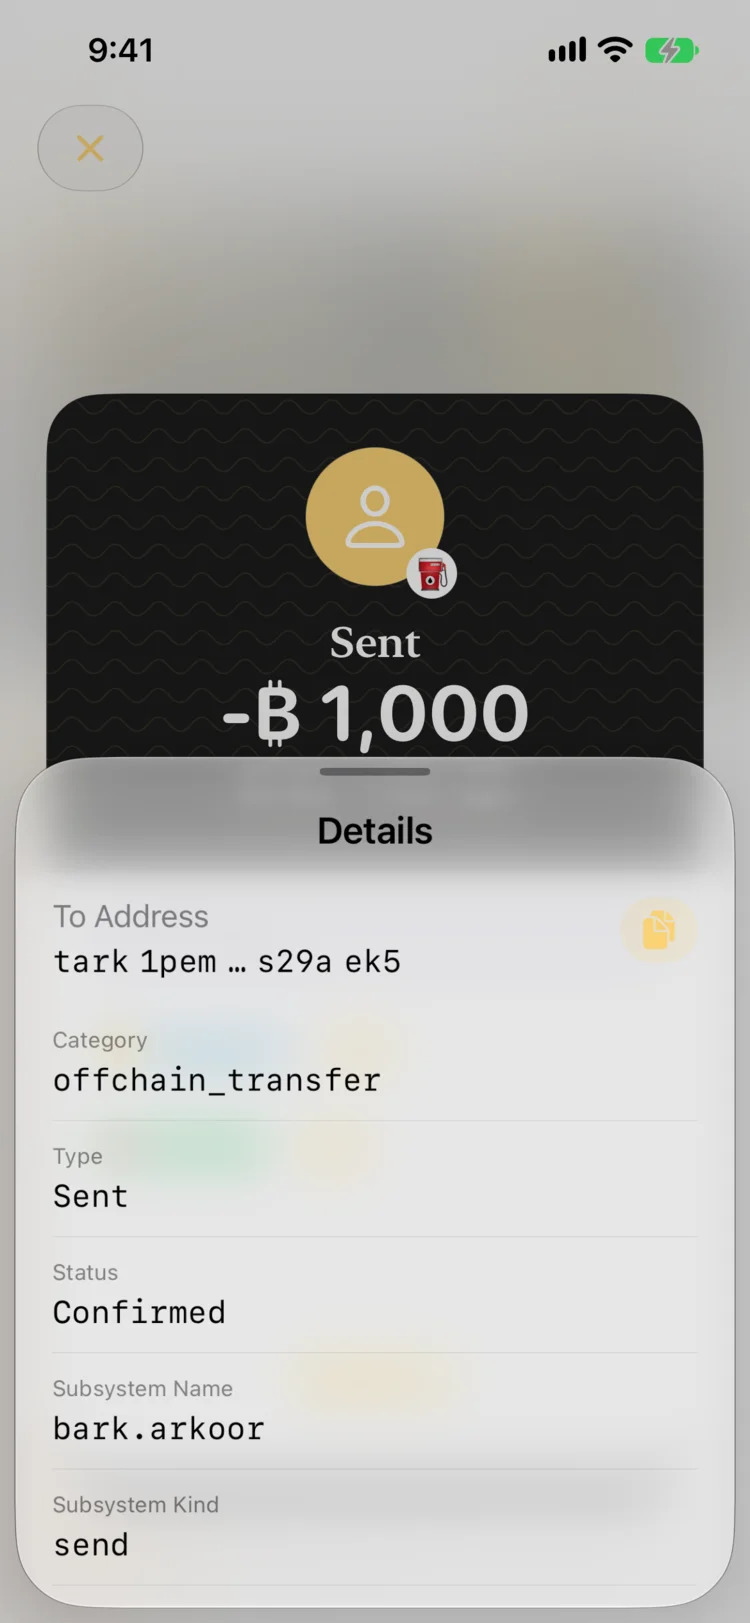 9:41
Sent
-₿ 1,000
Details
To Address
tark 1pem … s29a ek5
Category
offchain_transfer
Type
Sent
Status
Confirmed
Subsystem Name
bark.arkoor
Subsystem Kind
send